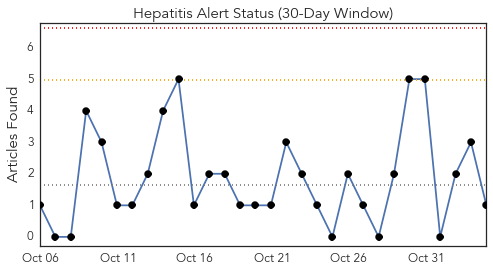 Hepatitis Alert Status (30-Day Window)
Articles Found
6
5
4
3
2
1
0
Oct 06 Oct 11 Oct 16 Oct 21 Oct 26 Oct 31